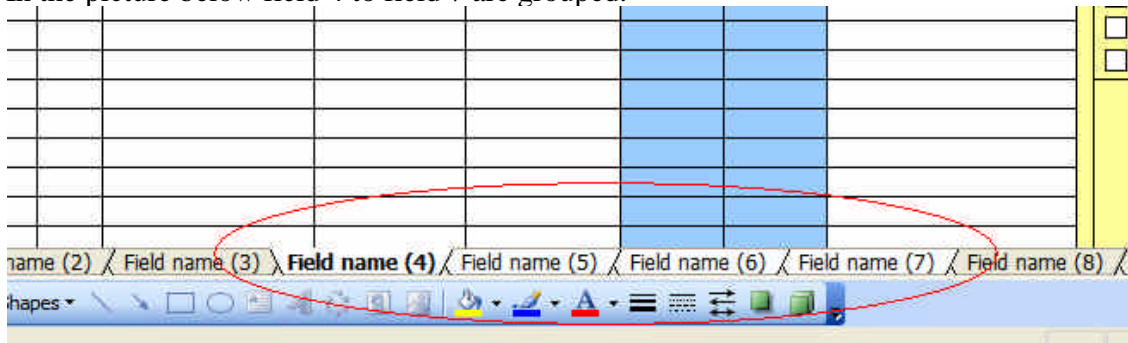 in the picture below field 4 to field 7 are grouped.
name (2) Field name (3) Field name (4) Field name (5) Field name (6) Field name (7) Field name (8)
hapes